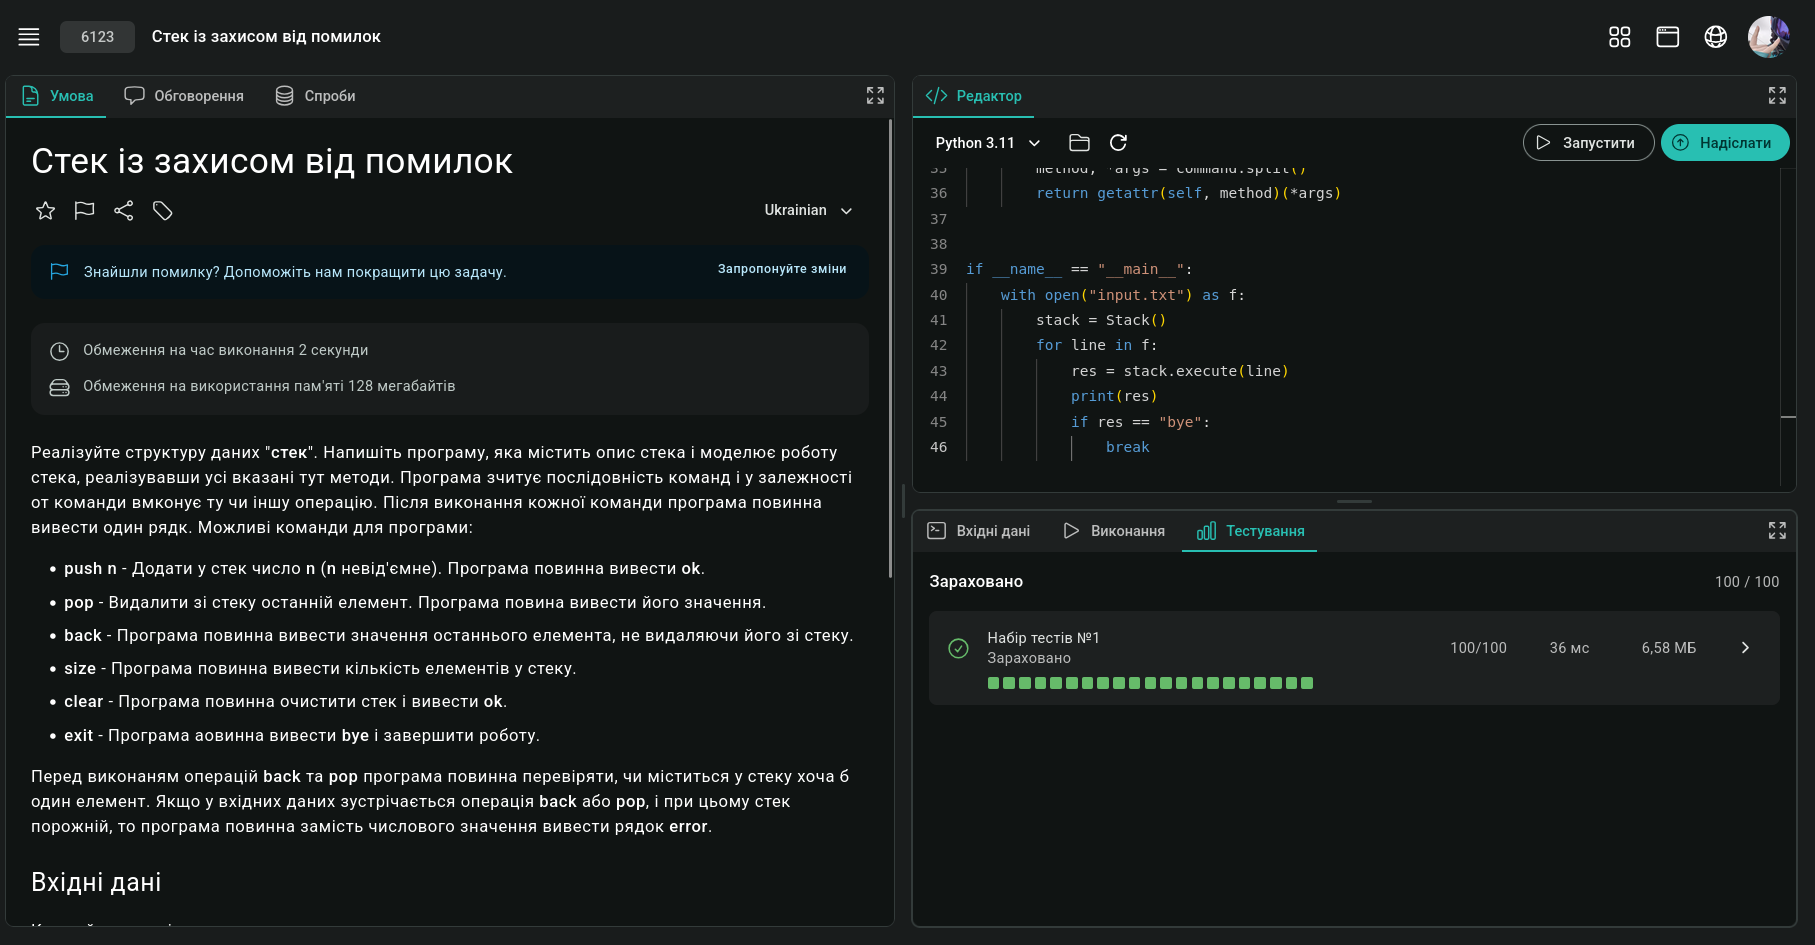 6123
Стек із захисом від помилок
Умова
Обговорення
Спроби
Стек із захисом від помилок
Ukrainian
Знайшли помилку? Допоможіть нам покращити цю задачу.
Запропонуйте зміни
Обмеження на час виконання 2 секунди
Обмеження на використання пам'яті 128 мегабайтів
Реалізуйте структуру даних "стек". Напишіть програму, яка містить опис стека і моделює роботу
стека, реалізувавши усі вказані тут методи. Програма зчитує послідовність команд і у залежності
от команди вмконує ту чи іншу операцію. Після виконання кожної команди програма повинна
вивести один рядк. Можливі команди для програми:
• push n - Додати у стек число n (n невід'ємне). Програма повинна вивести ok.
• pop - Видалити зі стеку останній елемент. Програма повина вивести його значення.
• back - Програма повинна вивести значення останнього елемента, не видаляючи його зі стеку.
• size - Програма повинна вивести кількість елементів у стеку.
• clear - Програма повинна очистити стек і вивести ok.
• exit - Програма аовинна вивести bye і завершити роботу.
Перед виконаням операцій back та pop програма повинна перевіряти, чи міститься у стеку хоча б
один елемент. Якщо у вхідних даних зустрічається операція back або pop, і при цьому стек
порожній, то програма повинна замість числового значення вивести рядок error.
Вхідні дані
Редактор
Python 3.11
Запустити
Надіслати
35 method, *args = command.split()
36 return getattr(self, method)(*args)
37
38
39 if __name__ == "__main__":
40 with open("input.txt") as f:
41 stack = Stack()
42 for line in f:
43 res = stack.execute(line)
44 print(res)
45 if res == "bye":
46 break
Вхідні дані
Виконання
Тестування
Зараховано
100 / 100
Набір тестів №1
Зараховано
100/100
36 мс
6,58 МБ